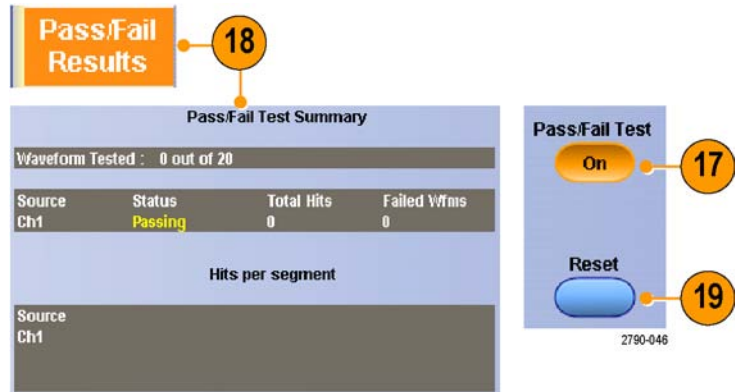 Pass/Fail
Results
18
Pass/Fail Test Summary
Waveform Tested : 0 out of 20
Source Status Total Hits Failed Wfms
Ch1 Passing 0 0
Hits per segment
Source
Ch1
Pass/Fail Test
On
17
Reset
19
2790-046